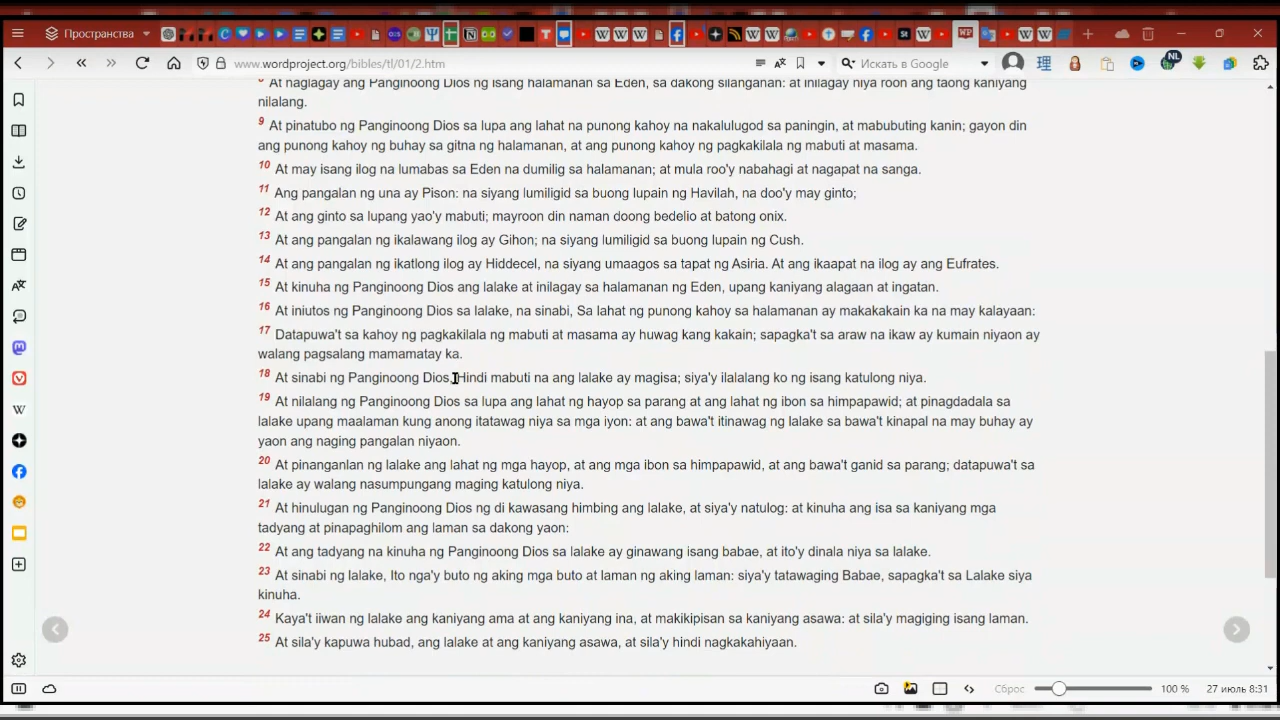 Пространства
www.wordproject.org/bibles/tl/01/2.htm
Искать в Google
At naglagay ang Panginoong Dios ng isang halamanan sa Eden, sa dakong silanganan: at inilagay niya roon ang taong kaniyang
nilalang.
9 At pinatubo ng Panginoong Dios sa lupa ang lahat na punong kahoy na nakalulugod sa paningin, at mabubuting kanin; gayon din
ang punong kahoy ng buhay sa gitna ng halamanan, at ang punong kahoy ng pagkakilala ng mabuti at masama.
10 At may isang ilog na lumabas sa Eden na dumilig sa halamanan; at mula roo'y nabahagi at nagapat na sanga.
11 Ang pangalan ng una ay Pison: na siyang lumiligid sa buong lupain ng Havilah, na doo'y may ginto;
12 At ang ginto sa lupang yao'y mabuti; mayroon din naman doong bedelio at batong onix.
13 At ang pangalan ng ikalawang ilog ay Gihon; na siyang lumiligid sa buong lupain ng Cush.
14 At ang pangalan ng ikatlong ilog ay Hiddecel, na siyang umaagos sa tapat ng Asiria. At ang ikaapat na ilog ay ang Eufrates.
15 At kinuha ng Panginoong Dios ang lalake at inilagay sa halamanan ng Eden, upang kaniyang alagaan at ingatan.
16 At iniutos ng Panginoong Dios sa lalake, na sinabi, Sa lahat ng punong kahoy sa halamanan ay makakakain ka na may kalayaan:
17 Datapuwa't sa kahoy ng pagkakilala ng mabuti at masama ay huwag kang kakain; sapagka't sa araw na ikaw ay kumain niyaon ay
walang pagsalang mamamatay ka.
18 At sinabi ng Panginoong Dios, Hindi mabuti na ang lalake ay magisa; siya'y ilalalang ko ng isang katulong niya.
19 At nilalang ng Panginoong Dios sa lupa ang lahat ng hayop sa parang at ang lahat ng ibon sa himpapawid; at pinagdadala sa
lalake upang maalaman kung anong itatawag niya sa mga iyon: at ang bawa't itinawag ng lalake sa bawa't kinapal na may buhay ay
yaon ang naging pangalan niyaon.
20 At pinanganlan ng lalake ang lahat ng mga hayop, at ang mga ibon sa himpapawid, at ang bawa't ganid sa parang; datapuwa't sa
lalake ay walang nasumpungang maging katulong niya.
21 At hinulugan ng Panginoong Dios ng di kawasang himbing ang lalake, at siya'y natulog: at kinuha ang isa sa kaniyang mga
tadyang at pinapaghilom ang laman sa dakong yaon:
22 At ang tadyang na kinuha ng Panginoong Dios sa lalake ay ginawang isang babae, at ito'y dinala niya sa lalake.
23 At sinabi ng lalake, Ito nga'y buto ng aking mga buto at laman ng aking laman: siya'y tatawaging Babae, sapagka't sa Lalake siya
kinuha.
24 Kaya't iiwan ng lalake ang kaniyang ama at ang kaniyang ina, at makikipisan sa kaniyang asawa: at sila'y magiging isang laman.
25 At sila'y kapuwa hubad, ang lalake at ang kaniyang asawa, at sila'y hindi nagkakahiyaan.
Сброс 100 % 27 июль 8:31